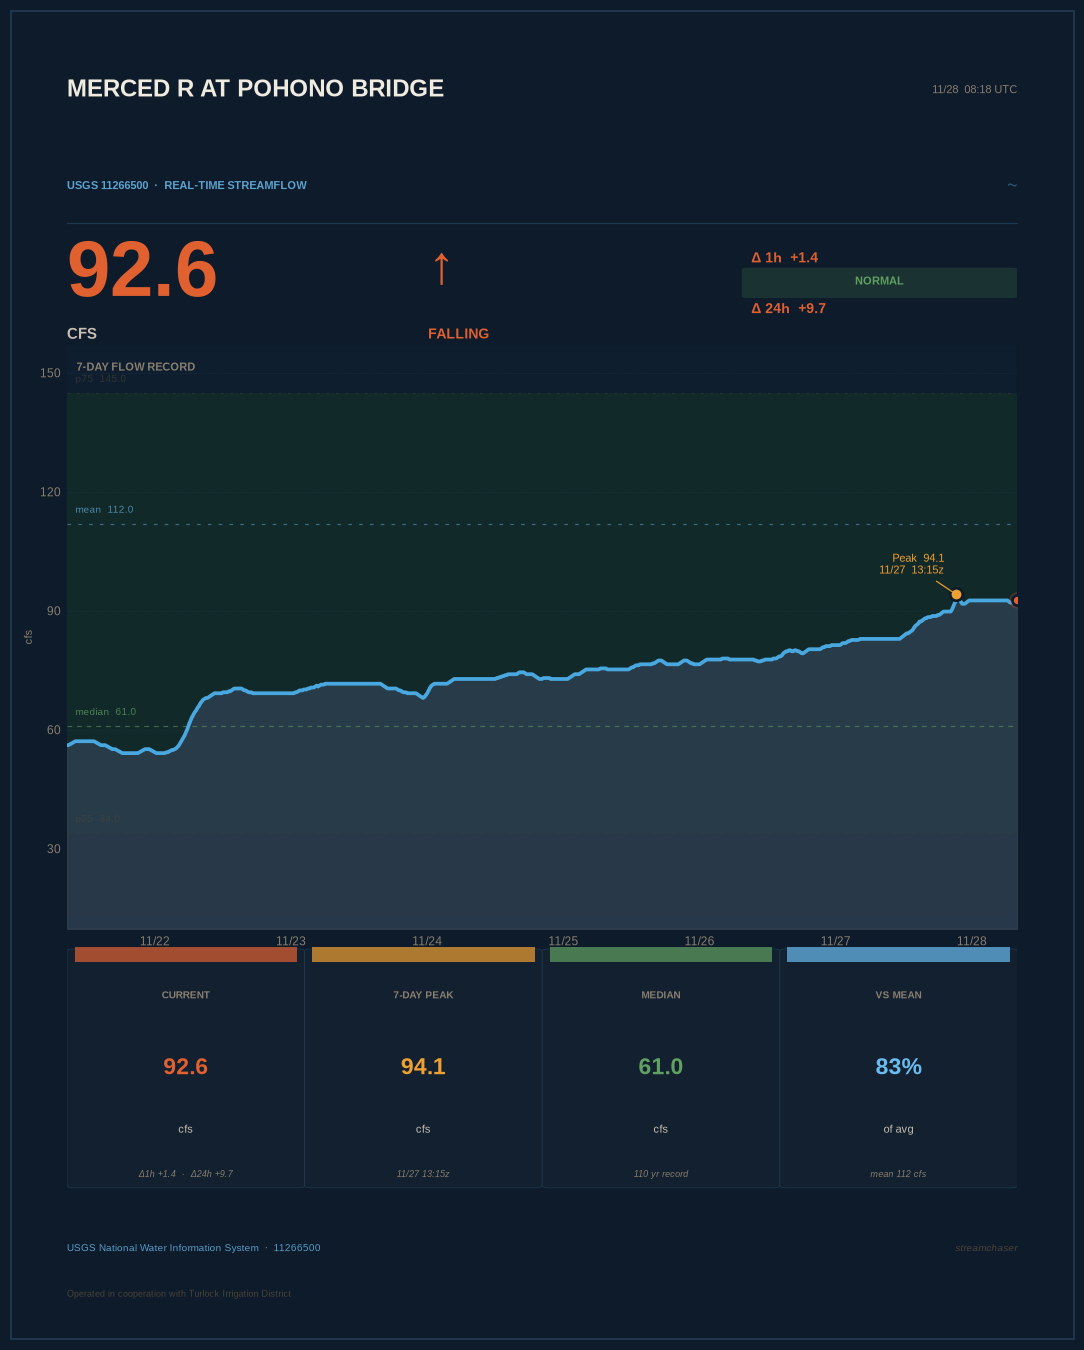 MERCED R AT POHONO BRIDGE
11/28 08:18 UTC
USGS 11266500 · REAL-TIME STREAMFLOW
~
92.6
↑
Δ 1h +1.4
NORMAL
Δ 24h +9.7
CFS
FALLING
7-DAY FLOW RECORD
p75 145.0
150
120
mean 112.0
Peak 94.1
11/27 13:15z
90
cfs
median 61.0
60
30
11/22
11/23
11/24
11/25
11/26
11/27
11/28
CURRENT
7-DAY PEAK
MEDIAN
VS MEAN
92.6
94.1
61.0
83%
cfs
cfs
cfs
of avg
Δ1h +1.4 · Δ24h +9.7
11/27 13:15z
110 yr record
mean 112 cfs
USGS National Water Information System · 11266500
streamchaser
Operated in cooperation with Turlock Irrigation District